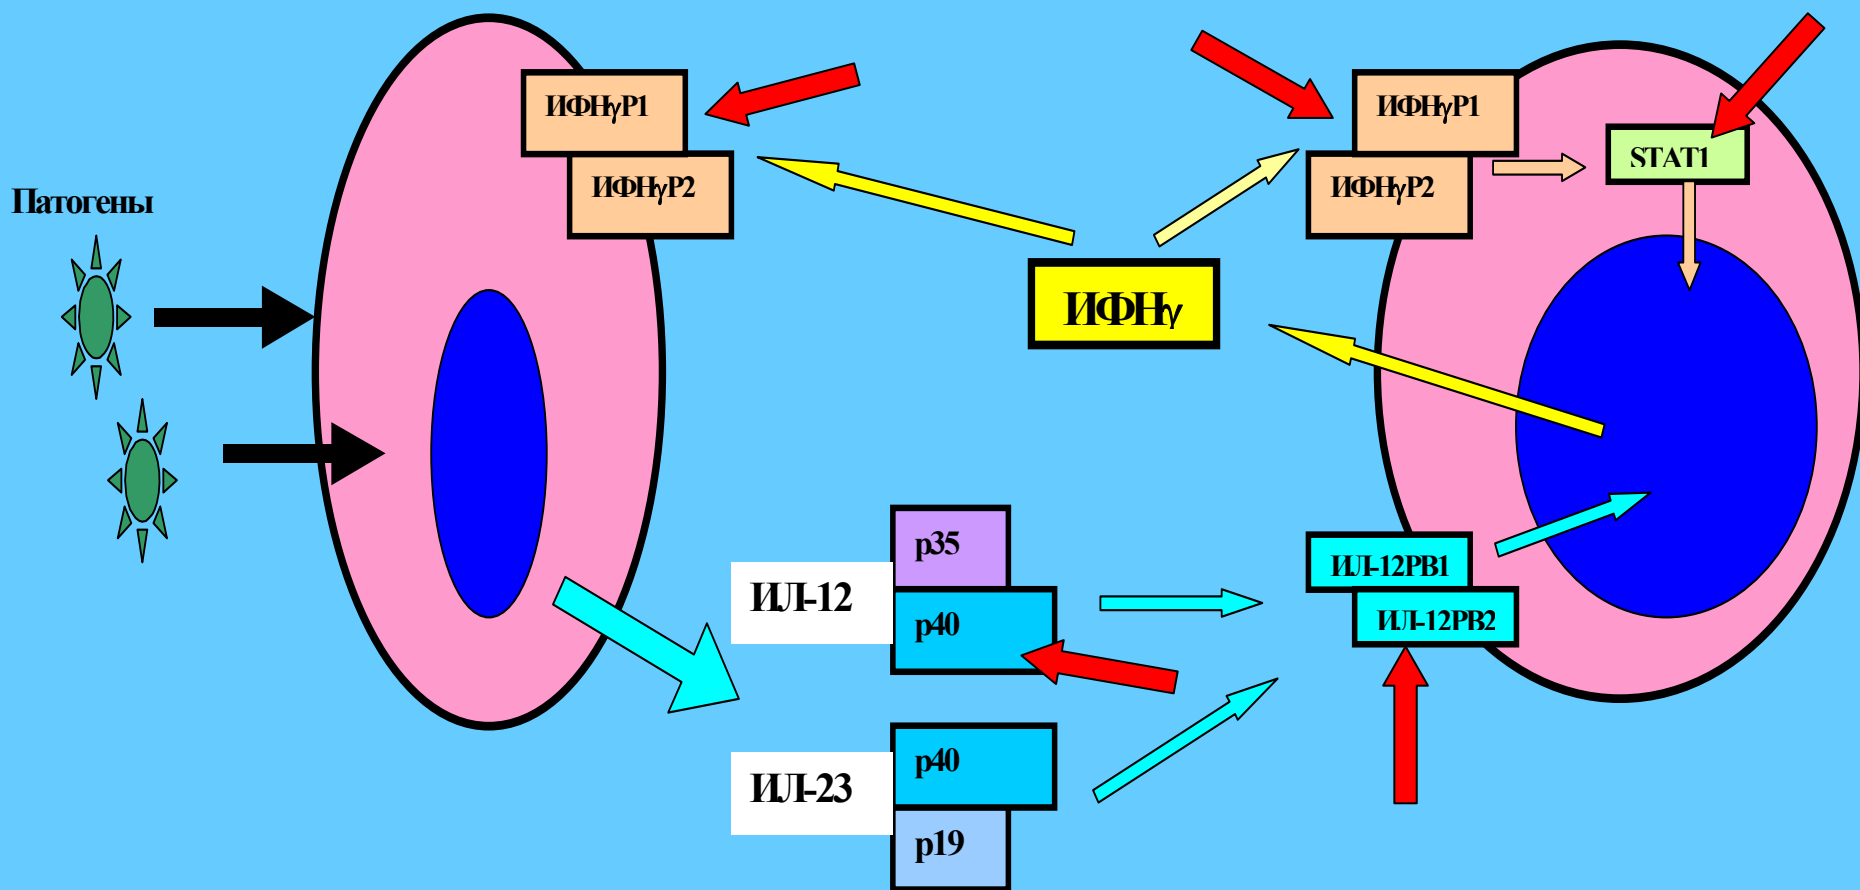 Патогены
ИФНγР1
ИФНγР2
ИФНγР1
ИФНγР2
STAT1
ИФНγ
ИЛ-12
p35
p40
ИЛ-23
p40
p19
ИЛ-12РВ1
ИЛ-12РВ2